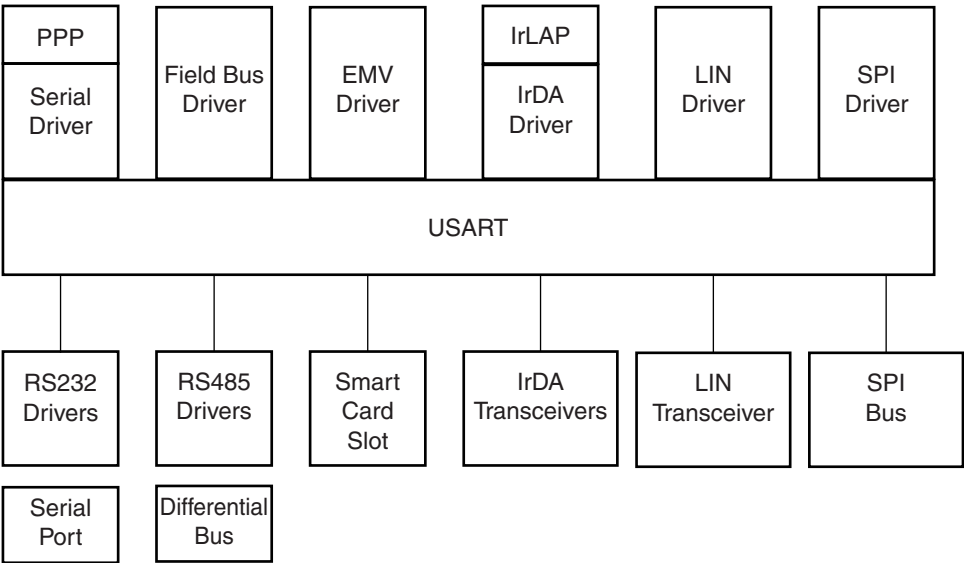 PPP
Serial
Driver
Field Bus
Driver
EMV
Driver
IrLAP
IrDA
Driver
LIN
Driver
SPI
Driver
USART
RS232
Drivers
RS485
Drivers
Smart
Card
Slot
IrDA
Transceivers
LIN
Transceiver
SPI
Bus
Serial
Port
Differential
Bus